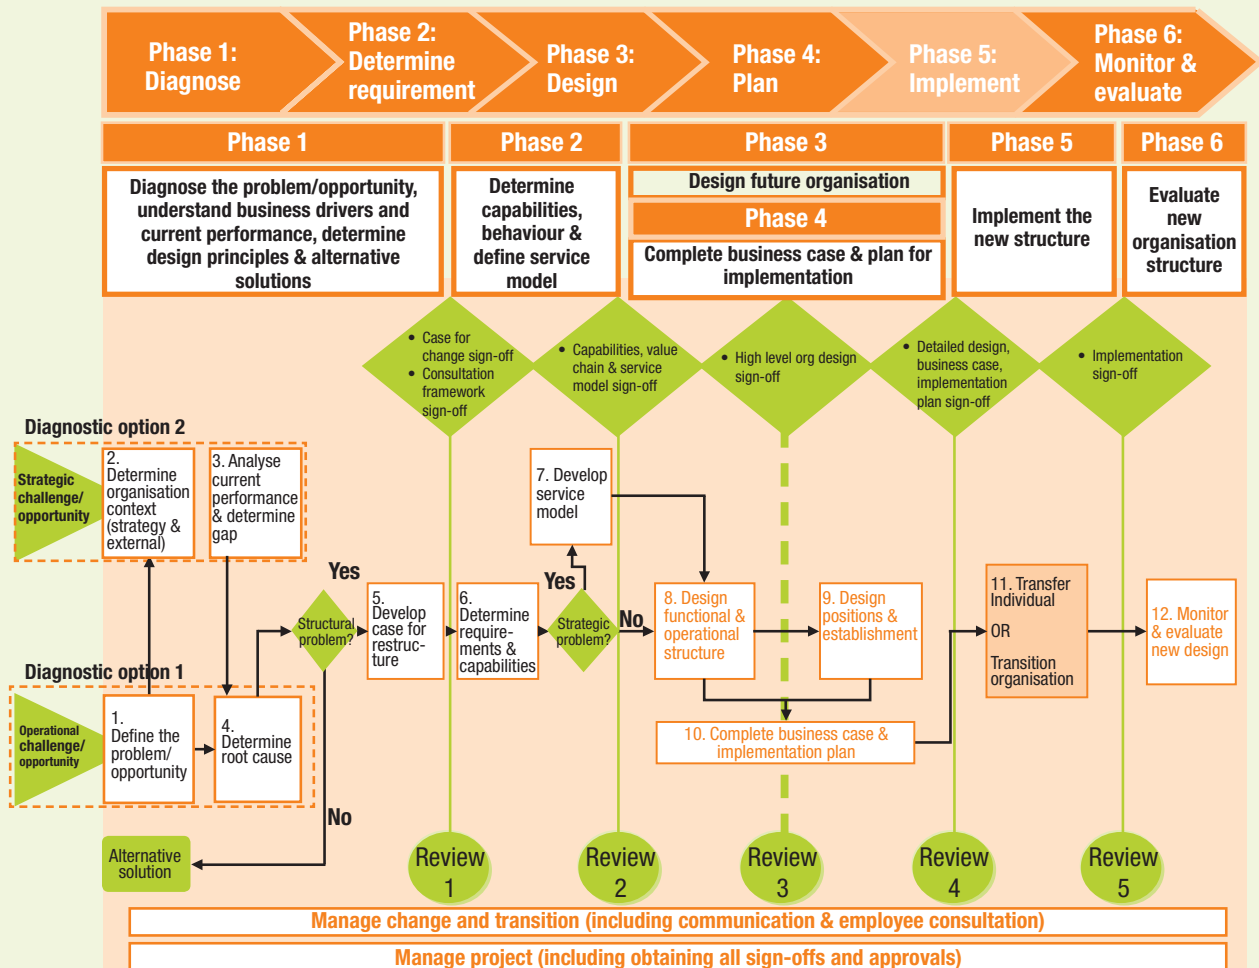 Phase 1:
Diagnose
Phase 2:
Determine
requirement
Phase 3:
Design
Phase 4:
Plan
Phase 5:
Implement
Phase 6:
Monitor &
evaluate
Phase 1
Phase 2
Phase 3
Phase 5
Phase 6
Diagnose the problem/opportunity,
understand business drivers and
current performance, determine
design principles & alternative
solutions
Determine
capabilities,
behaviour &
define service
model
Design future organisation
Phase 4
Complete business case & plan for
implementation
Implement the
new structure
Evaluate
new
organisation
structure
• Case for
change sign-off
• Consultation
framework
sign-off
• Capabilities, value
chain & service
model sign-off
• High level org design
sign-off
• Detailed design,
business case,
implementation
plan sign-off
• Implementation
sign-off
Diagnostic option 2
Strategic
challenge/
opportunity
2.
Determine
organisation
context
(strategy &
external)
3. Analyse
current
performance
& determine
gap
7. Develop
service
model
Yes
Structural
problem?
5.
Develop
case for
restruc-
ture
6.
Determine
require-
ments &
capabilities
Yes
Strategic
problem?
No
8. Design
functional &
operational
structure
9. Design
positions &
establishment
11. Transfer
Individual
OR
Transition
organisation
12. Monitor
& evaluate
new design
Diagnostic option 1
Operational
challenge/
opportunity
1.
Define the
problem/
opportunity
4.
Determine
root cause
10. Complete business case &
implementation plan
No
Alternative
solution
Review
1
Review
2
Review
3
Review
4
Review
5
Manage change and transition (including communication & employee consultation)
Manage project (including obtaining all sign-offs and approvals)